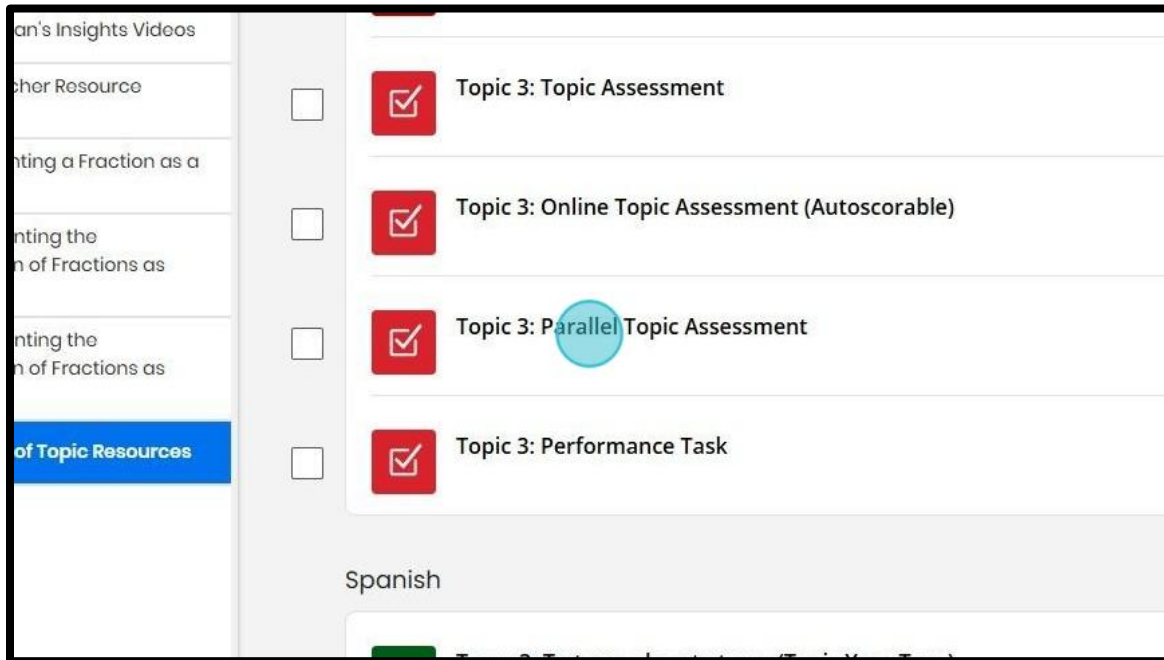 an's Insights Videos
cher Resource
nting a Fraction as a
nting the
n of Fractions as
nting the
n of Fractions as
of Topic Resources
Topic 3: Topic Assessment
Topic 3: Online Topic Assessment (Autoscorable)
Topic 3: Parallel Topic Assessment
Topic 3: Performance Task
Spanish